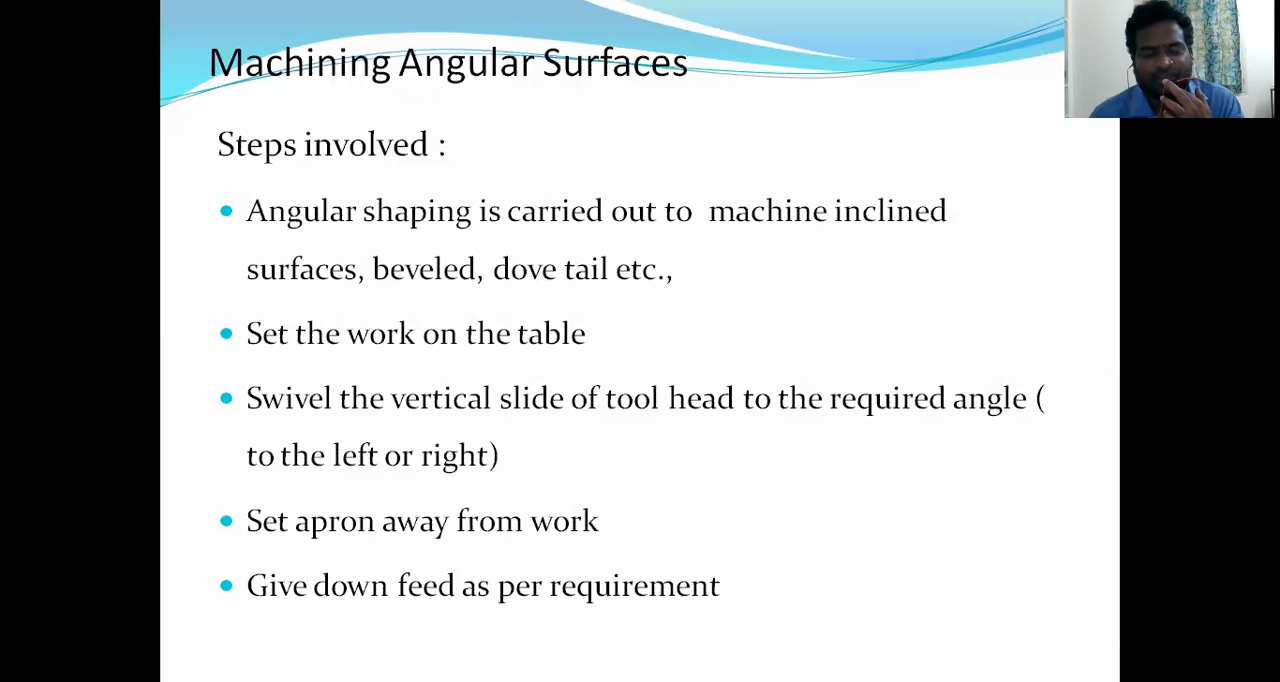 Machining Angular Surfaces
Steps involved :
Angular shaping is carried out to machine inclined
surfaces, beveled, dove tail etc.,
Set the work on the table
Swivel the vertical slide of tool head to the required angle (
to the left or right)
Set apron away from work
Give down feed as per requirement